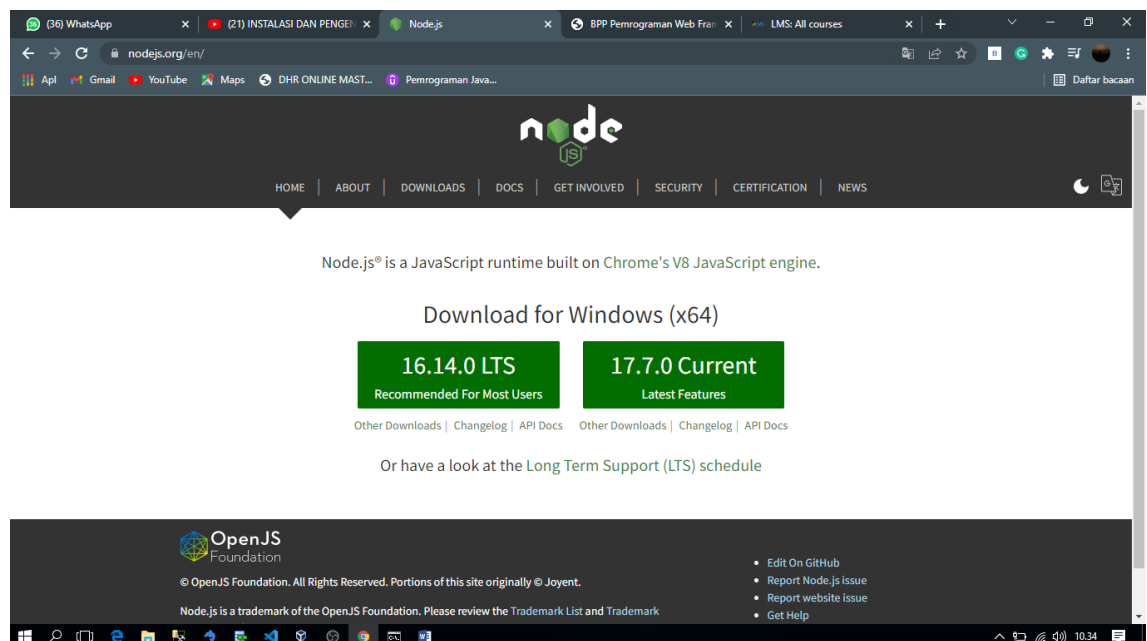 (36) WhatsApp
(21) INSTALASI DAN PENGEN
Node.js
BPP Pemrograman Web Fram
LMS: All courses
nodejs.org/en/
Apl
Gmail
YouTube
Maps
DHR ONLINE MAST...
Pemrograman Java...
Daftar bacaan
node
JS
HOME | ABOUT | DOWNLOADS | DOCS | GET INVOLVED | SECURITY | CERTIFICATION | NEWS
Node.js® is a JavaScript runtime built on Chrome's V8 JavaScript engine.
Download for Windows (x64)
16.14.0 LTS
Recommended For Most Users
17.7.0 Current
Latest Features
Other Downloads | Changelog | API Docs
Other Downloads | Changelog | API Docs
Or have a look at the Long Term Support (LTS) schedule
OpenJS
Foundation
© OpenJS Foundation. All Rights Reserved. Portions of this site originally © Joyent.
Node.js is a trademark of the OpenJS Foundation. Please review the Trademark List and Trademark
Edit On GitHub
Report Node.js issue
Report website issue
Get Help
10.34